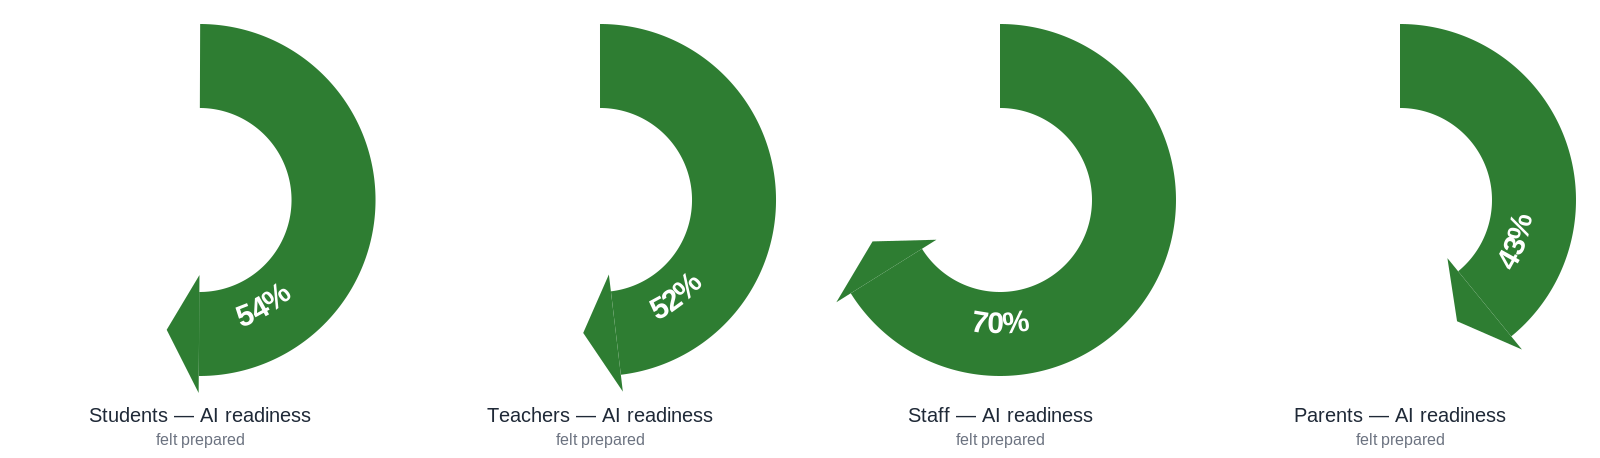 54%
52%
70%
43%
Students — AI readiness
felt prepared
Teachers — AI readiness
felt prepared
Staff — AI readiness
felt prepared
Parents — AI readiness
felt prepared